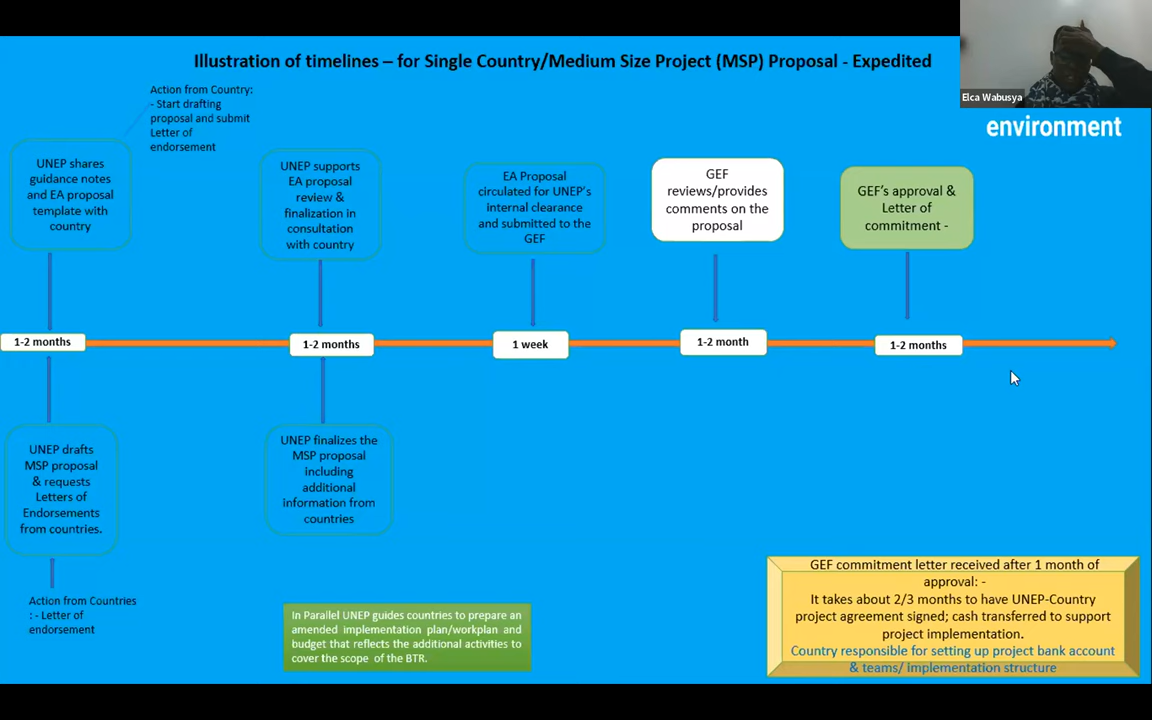 Illustration of timelines – for Single Country/Medium Size Project (MSP) Proposal - Expedited
Elca Wabusya
environment
Action from Country:
- Start drafting
proposal and submit
Letter of
endorsement
UNEP shares
guidance notes
and EA proposal
template with
country
UNEP supports
EA proposal
review &
finalization in
consultation
with country
EA Proposal
circulated for UNEP's
internal clearance
and submitted to the
GEF
GEF
reviews/provides
comments on the
proposal
GEF's approval &
Letter of
commitment -
1-2 months
1-2 months
1 week
1-2 month
1-2 months
UNEP drafts
MSP proposal
& requests
Letters of
Endorsements
from countries.
UNEP finalizes the
MSP proposal
including
additional
information from
countries
Action from Countries
: - Letter of
endorsement
In Parallel UNEP guides countries to prepare an
amended implementation plan/workplan and
budget that reflects the additional activities to
cover the scope of the BTR.
GEF commitment letter received after 1 month of
approval: -
It takes about 2/3 months to have UNEP-Country
project agreement signed; cash transferred to support
project implementation.
Country responsible for setting up project bank account
& teams/ implementation structure